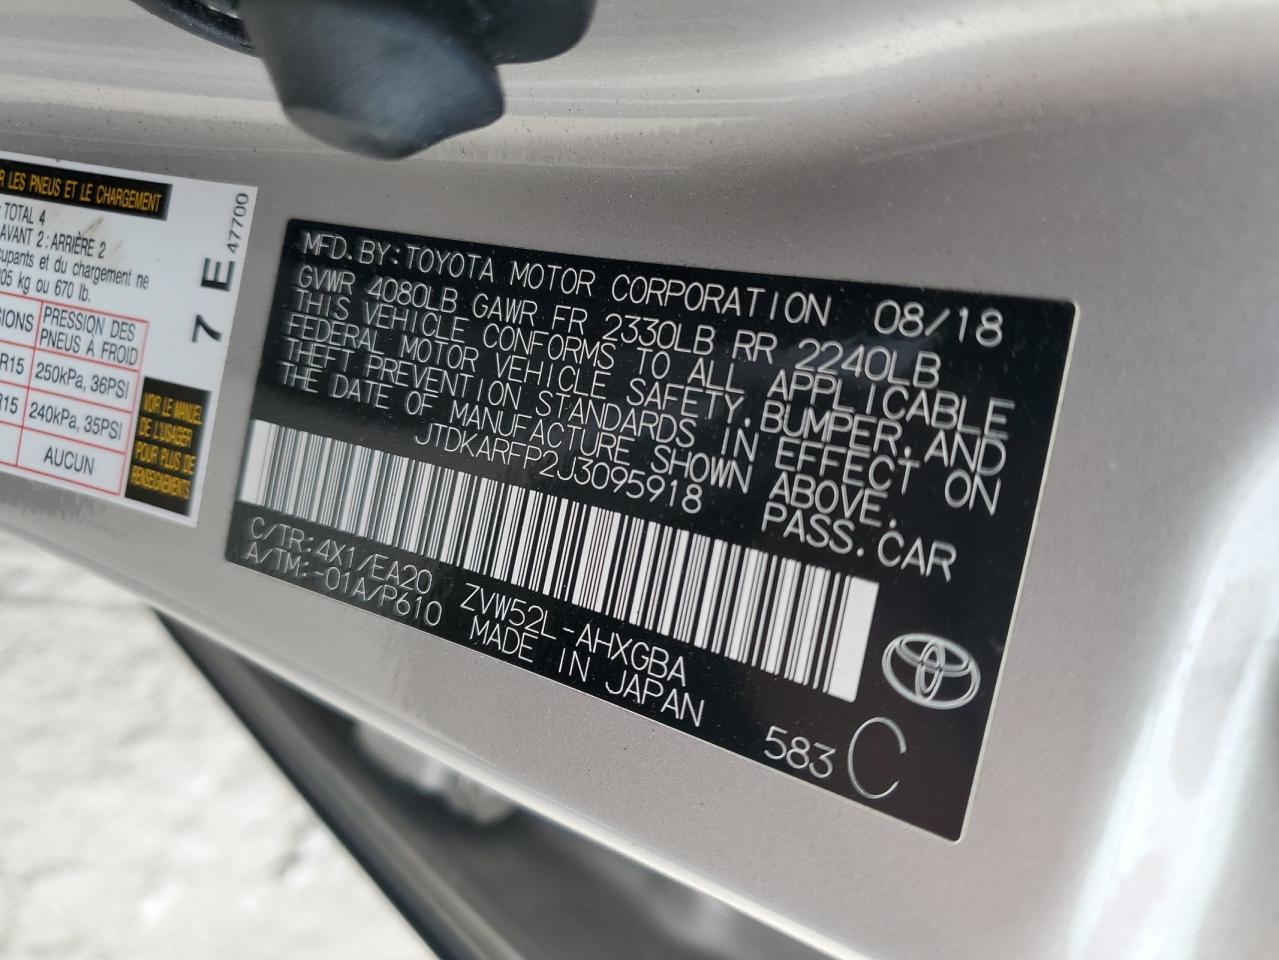 R LES PNEUS ET LE CHARGEMENT
TOTAL 4
AVANT 2 : ARRIÈRE 2
cupants et du chargement ne
05 kg ou 670 lb.
SIONS PRESSION DES PNEUS À FROID
R15 250kPa, 36PSI
R15 240kPa, 35PSI
AUCUN
VOIR LE MANUEL
DE L'USAGER
POUR PLUS DE
RENSEIGNEMENTS
7 E 47700
MFD.BY:TOYOTA MOTOR CORPORATION 08/18
GVWR 4080LB GAWR FR 2330LB RR 2240LB
THIS VEHICLE CONFORMS TO ALL APPLICABLE
FEDERAL MOTOR VEHICLE SAFETY,BUMPER,AND
THEFT PREVENTION STANDARDS IN EFFECT ON
THE DATE OF MANUFACTURE SHOWN ABOVE.
JTDKARFP2J3095918 PASS.CAR
C/TR:4X1/EA20 ZVW52L-AHXGBA
A/TM:-01A/P610 MADE IN JAPAN
583 C